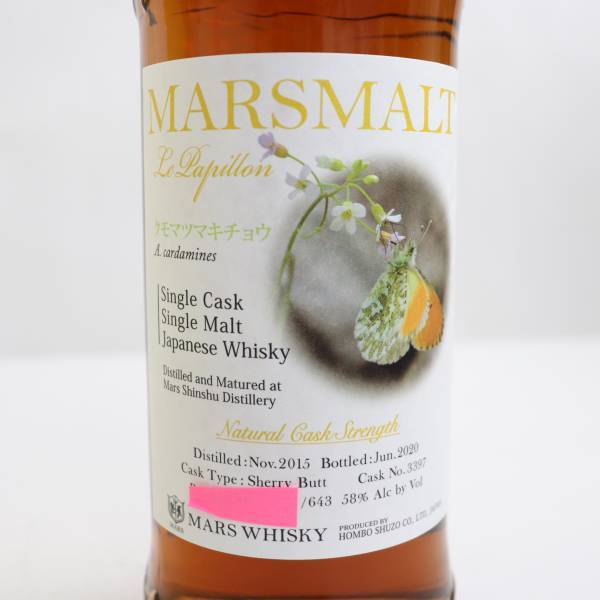 MARSMALT
Le Papillon
クモマツマキチョウ
A. cardamines
Single Cask
Single Malt
Japanese Whisky
Distilled and Matured at
Mars Shinshu Distillery
Natural Cask Strength
Distilled : Nov. 2015 Bottled : Jun. 2020
Cask Type : Sherry Butt Cask No. 3397
/643 58% Alc by Vol
MARS
MARS WHISKY
PRODUCED BY
HOMBO SHUZO CO., LTD. JAPAN